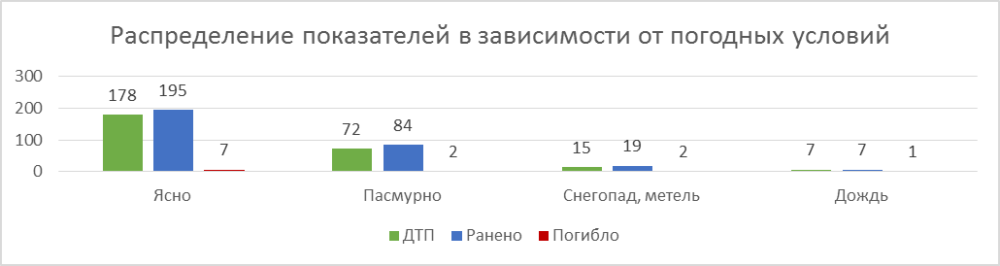 Распределение показателей в зависимости от погодных условий
300
200
100
0
178 195 7
72 84 2
15 19 2
7 7 1
Ясно Пасмурно Снегопад, метель Дождь
ДТП Ранено Погибло